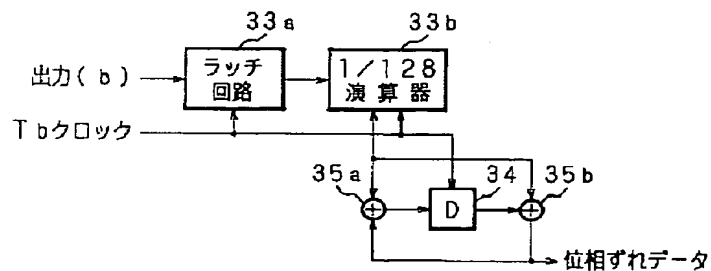 33a
33b
出力(b)
ラッチ
回路
1/128
演算器
Tbクロック
35a
34
35b
D
位相ずれデータ